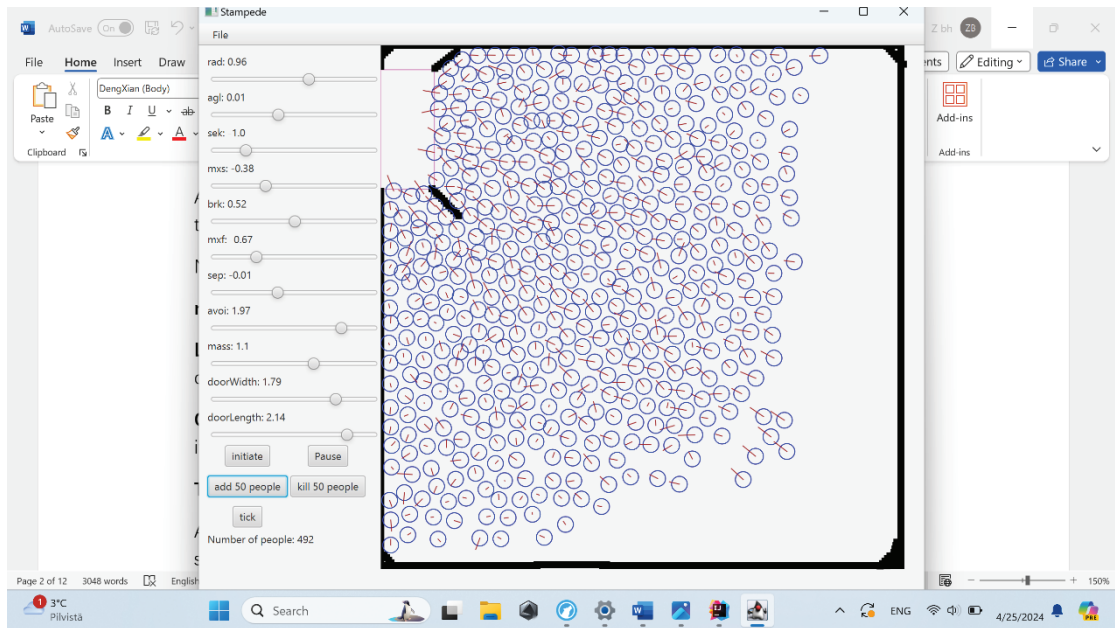 AutoSave On
Stampede
Z bh ZB
File
File Home Insert Draw
Editing
Share
Paste
DengXian (Body)
B I U ab
A A
Clipboard
Add-ins
Add-ins
rad: 0.96
agl: 0.01
sek: 1.0
mxs: -0.38
brk: 0.52
mxf: 0.67
sep: -0.01
avoi: 1.97
mass: 1.1
doorWidth: 1.79
doorLength: 2.14
initiate Pause
add 50 people kill 50 people
tick
Number of people: 492
Page 2 of 12 3048 words English
150%
1 3°C
Pilvistä
Search
ENG
4/25/2024
PRE